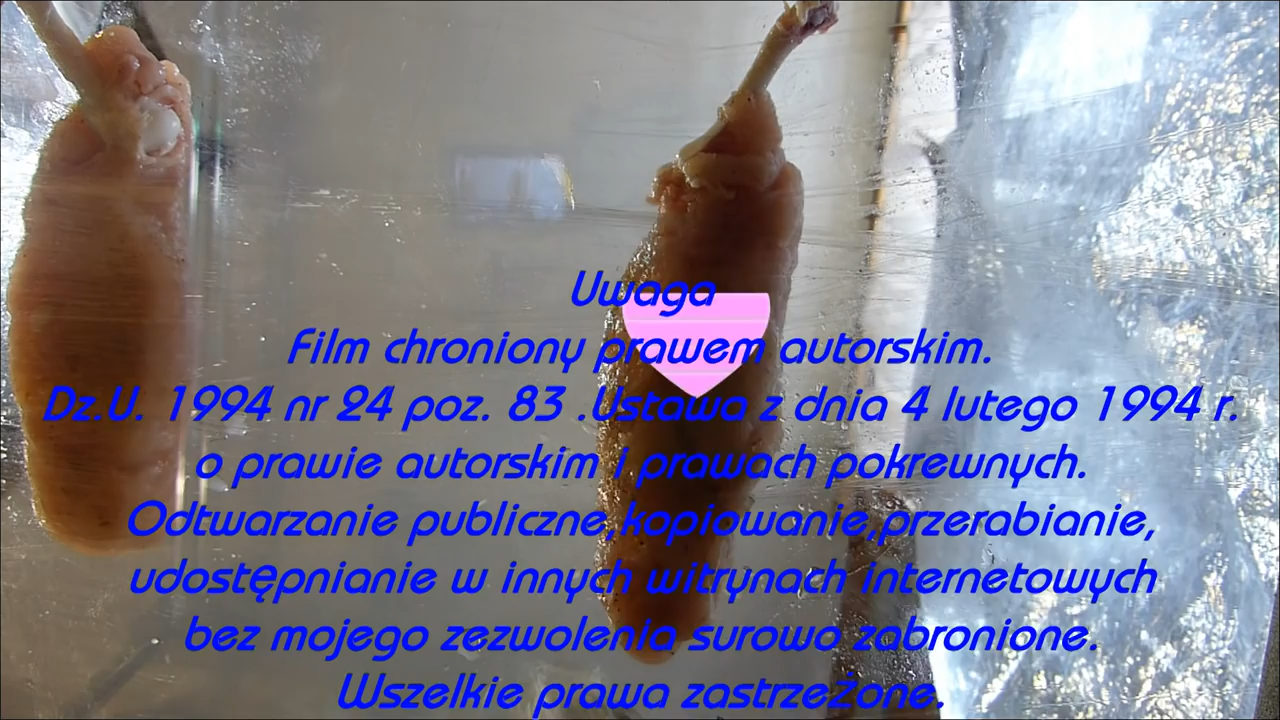 Uwaga
Film chroniony prawem autorskim.
Dz.U. 1994 nr 24 poz. 83 .Ustawa z dnia 4 lutego 1994 r.
o prawie autorskim i prawach pokrewnych.
Odtwarzanie publiczne,kopiowanie,przerabianie,
udostępnianie w innych witrynach internetowych
bez mojego zezwolenia surowo zabronione.
Wszelkie prawa zastrzeżone.